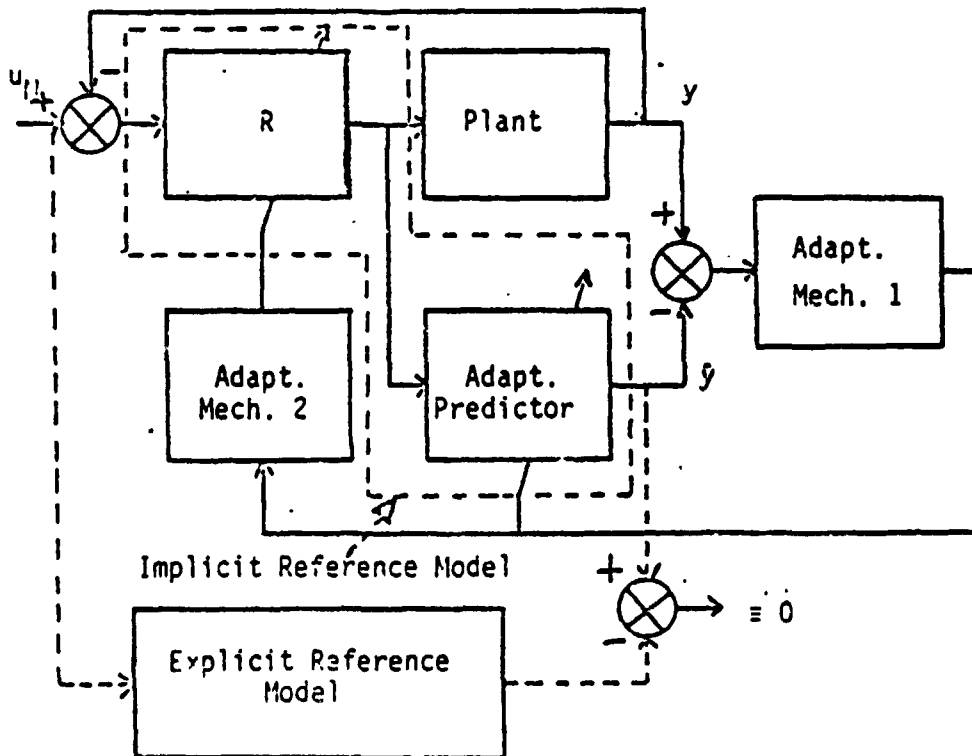 R
Plant
y
Adapt.
Mech. 1
Adapt.
Mech. 2
Adapt.
Predictor
ŷ
Implicit Reference Model
≡ 0
Explicit Reference
Model